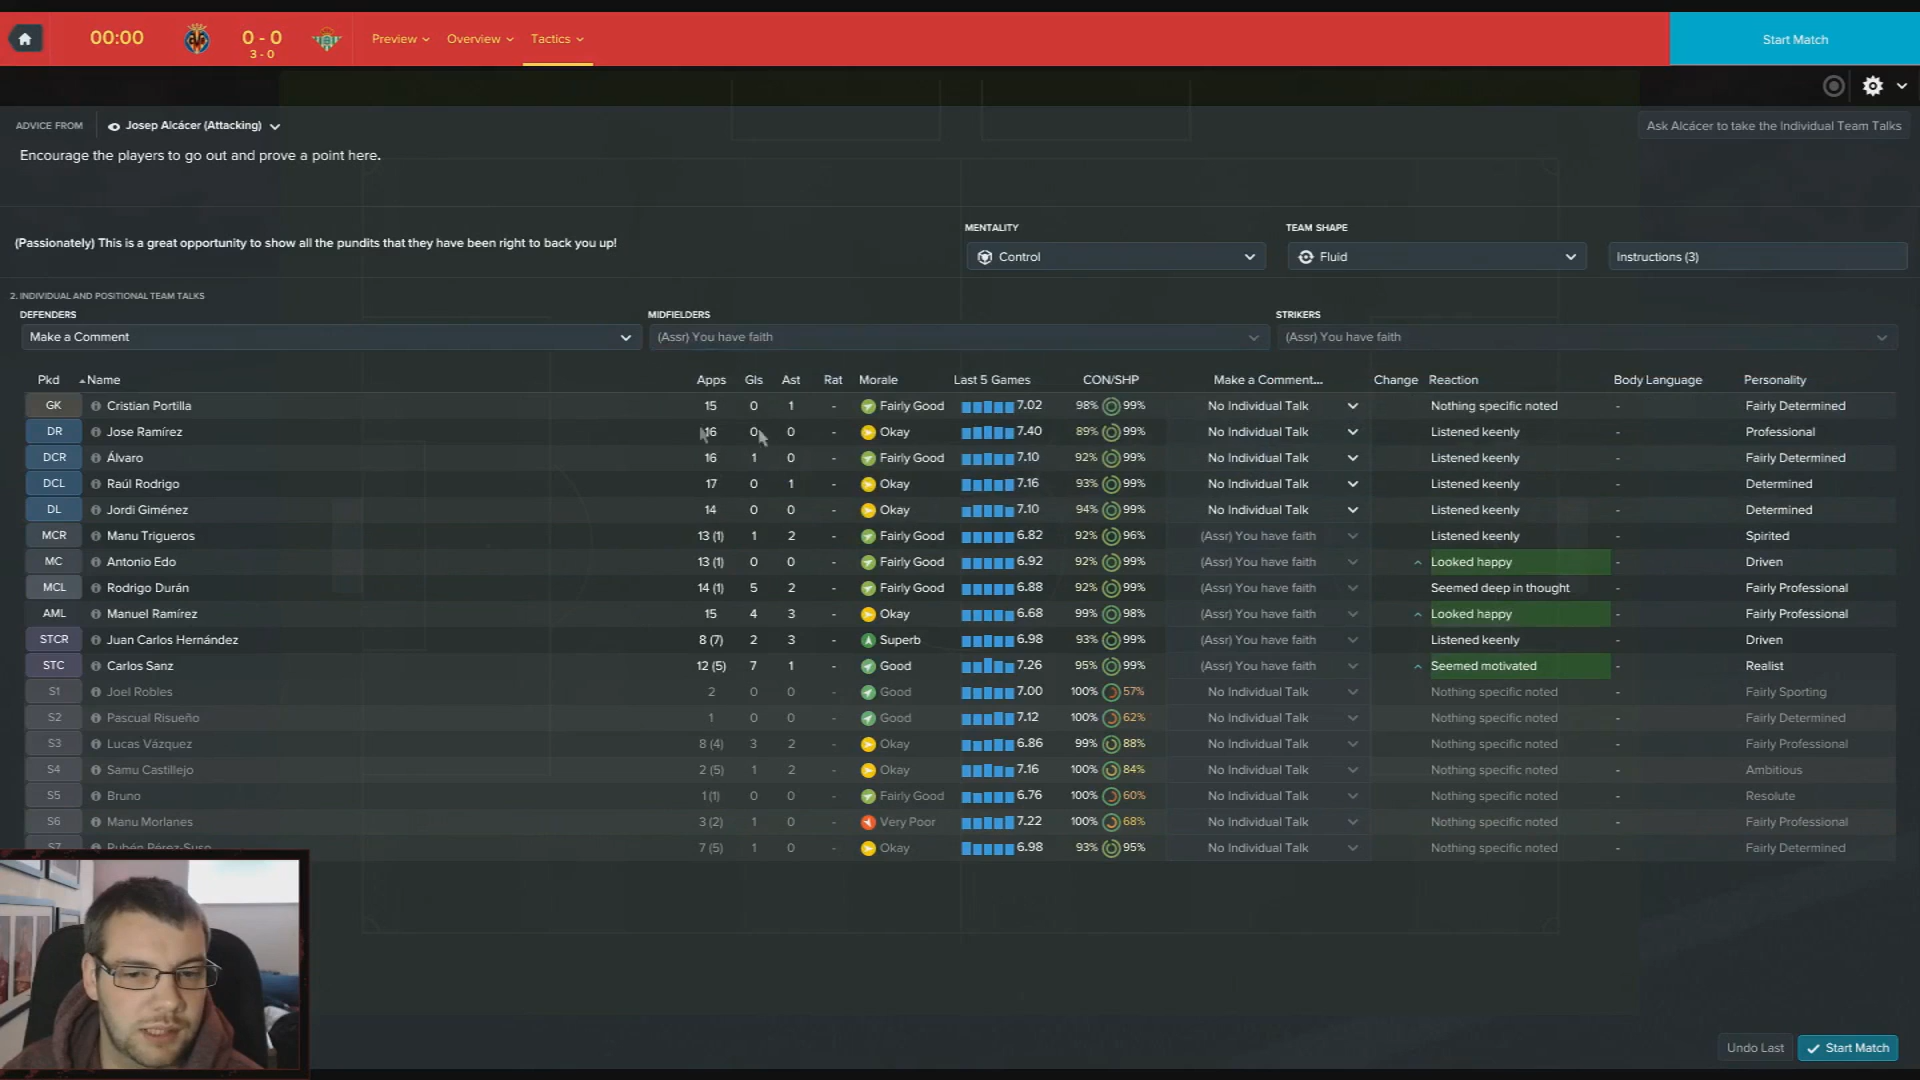 00:00 0 - 0 Preview Overview Tactics Start Match
3 - 0
ADVICE FROM Josep Alcácer (Attacking) Ask Alcácer to take the Individual Team Talks
Encourage the players to go out and prove a point here.
MENTALITY TEAM SHAPE
(Passionately) This is a great opportunity to show all the pundits that they have been right to back you up! Control Fluid Instructions (3)
2. INDIVIDUAL AND POSITIONAL TEAM TALKS
DEFENDERS MIDFIELDERS STRIKERS
Make a Comment (Assr) You have faith (Assr) You have faith
Pkd Name Apps Gls Ast Rat Morale Last 5 Games CON/SHP Make a Comment... Change Reaction Body Language Personality
GK Cristian Portilla 15 0 1 - Fairly Good 7.02 98% 99% No Individual Talk Nothing specific noted - Fairly Determined
DR Jose Ramírez 16 0 0 - Okay 7.40 89% 99% No Individual Talk Listened keenly - Professional
DCR Álvaro 16 1 0 - Fairly Good 7.10 92% 99% No Individual Talk Listened keenly - Fairly Determined
DCL Raúl Rodrigo 17 0 1 - Okay 7.16 93% 99% No Individual Talk Listened keenly - Determined
DL Jordi Giménez 14 0 0 - Okay 7.10 94% 99% No Individual Talk Listened keenly - Determined
MCR Manu Trigueros 13 (1) 1 2 - Fairly Good 6.82 92% 96% (Assr) You have faith Listened keenly - Spirited
MC Antonio Edo 13 (1) 0 0 - Fairly Good 6.92 92% 99% (Assr) You have faith Looked happy - Driven
MCL Rodrigo Durán 14 (1) 5 2 - Fairly Good 6.88 92% 99% (Assr) You have faith Seemed deep in thought - Fairly Professional
AML Manuel Ramírez 15 4 3 - Okay 6.68 99% 98% (Assr) You have faith Looked happy - Fairly Professional
STCR Juan Carlos Hernández 8 (7) 2 3 - Superb 6.98 93% 99% (Assr) You have faith Listened keenly - Driven
STC Carlos Sanz 12 (5) 7 1 - Good 7.26 95% 99% (Assr) You have faith Seemed motivated - Realist
S1 Joel Robles 2 0 0 - Good 7.00 100% 57% No Individual Talk Nothing specific noted - Fairly Sporting
S2 Pascual Risueño 1 0 0 - Good 7.12 100% 62% No Individual Talk Nothing specific noted - Fairly Determined
S3 Lucas Vázquez 8 (4) 3 2 - Okay 6.86 99% 88% No Individual Talk Nothing specific noted - Fairly Professional
S4 Samu Castillejo 2 (5) 1 2 - Okay 7.16 100% 84% No Individual Talk Nothing specific noted - Ambitious
S5 Bruno 1 (1) 0 0 - Fairly Good 6.76 100% 60% No Individual Talk Nothing specific noted - Resolute
S6 Manu Morlanes 3 (2) 1 0 - Very Poor 7.22 100% 68% No Individual Talk Nothing specific noted - Fairly Professional
S7 Rubén Pérez-Suso 7 (5) 1 0 - Okay 6.98 93% 95% No Individual Talk Nothing specific noted - Fairly Determined
Undo Last Start Match